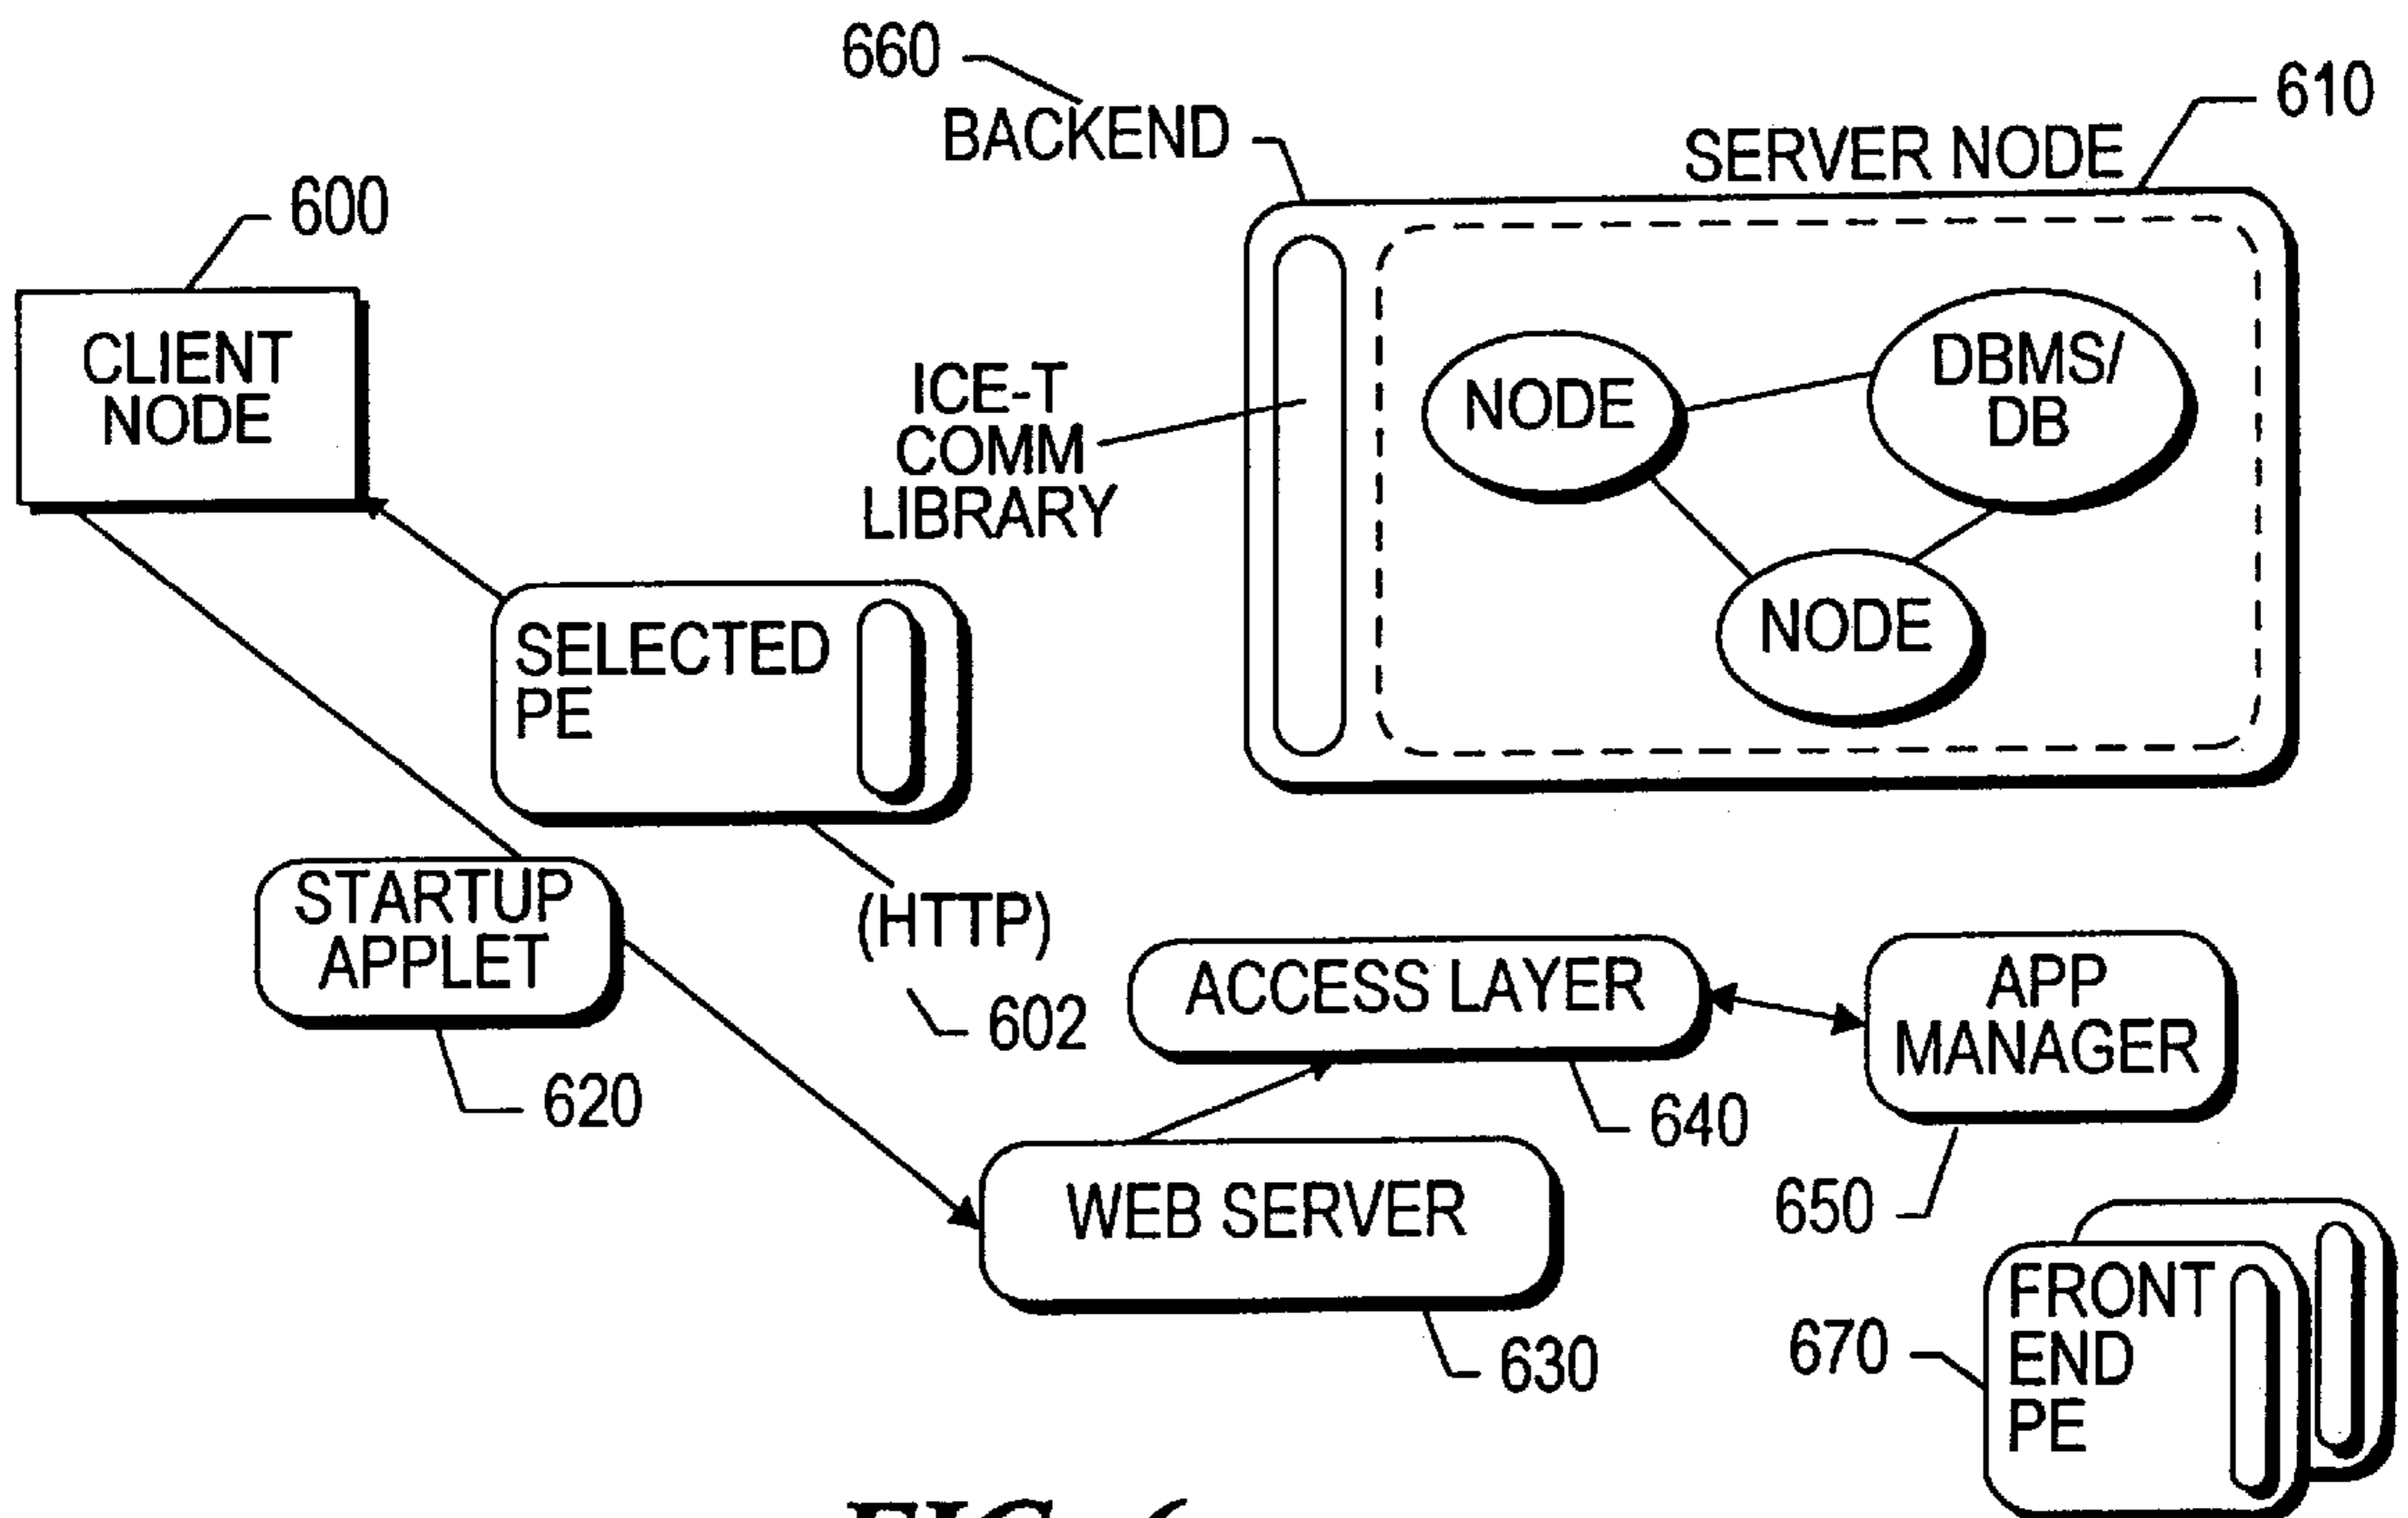 660
BACKEND
610
SERVER NODE
600
CLIENT
NODE
ICE-T
COMM
LIBRARY
NODE
DBMS/
DB
NODE
SELECTED
PE
STARTUP
APPLET
(HTTP)
602
620
ACCESS LAYER
640
APP
MANAGER
650
WEB SERVER
630
FRONT
END
PE
670